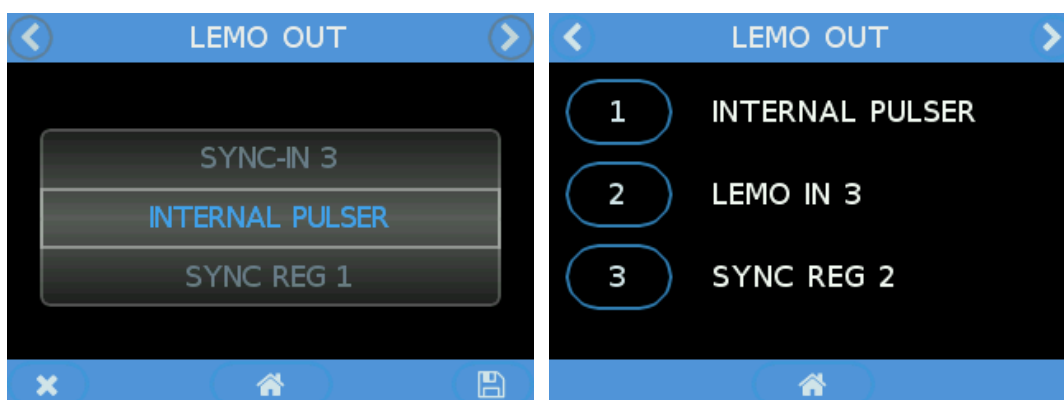 LEMO OUT
SYNC-IN 3
INTERNAL PULSER
SYNC REG 1
LEMO OUT
1 INTERNAL PULSER
2 LEMO IN 3
3 SYNC REG 2